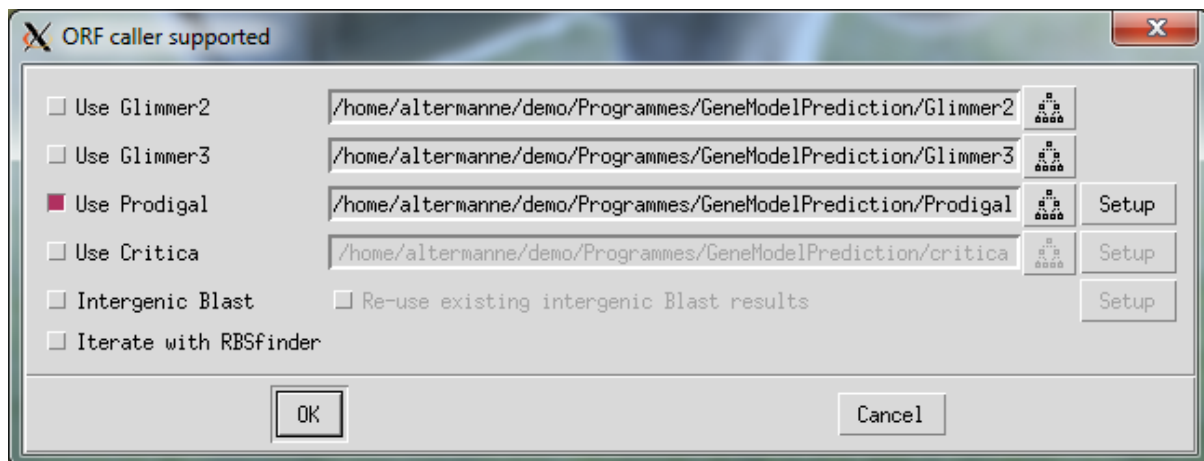 ORF caller supported
Use Glimmer2 /home/altermanne/demo/Programmes/GeneModelPrediction/Glimmer2
Use Glimmer3 /home/altermanne/demo/Programmes/GeneModelPrediction/Glimmer3
Use Prodigal /home/altermanne/demo/Programmes/GeneModelPrediction/Prodigal Setup
Use Critica /home/altermanne/demo/Programmes/GeneModelPrediction/critica Setup
Intergenic Blast Re-use existing intergenic Blast results Setup
Iterate with RBSfinder
OK Cancel